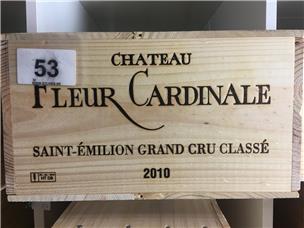 53
CHATEAU
FLEUR CARDINALE
SAINT-ÉMILION GRAND CRU CLASSÉ
2010